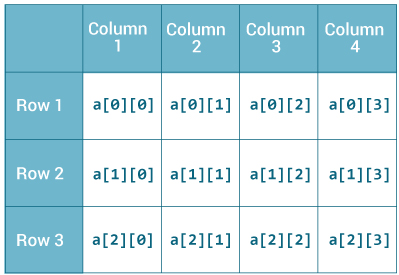 Column 1 Column 2 Column 3 Column 4
Row 1 a[0][0] a[0][1] a[0][2] a[0][3]
Row 2 a[1][0] a[1][1] a[1][2] a[1][3]
Row 3 a[2][0] a[2][1] a[2][2] a[2][3]